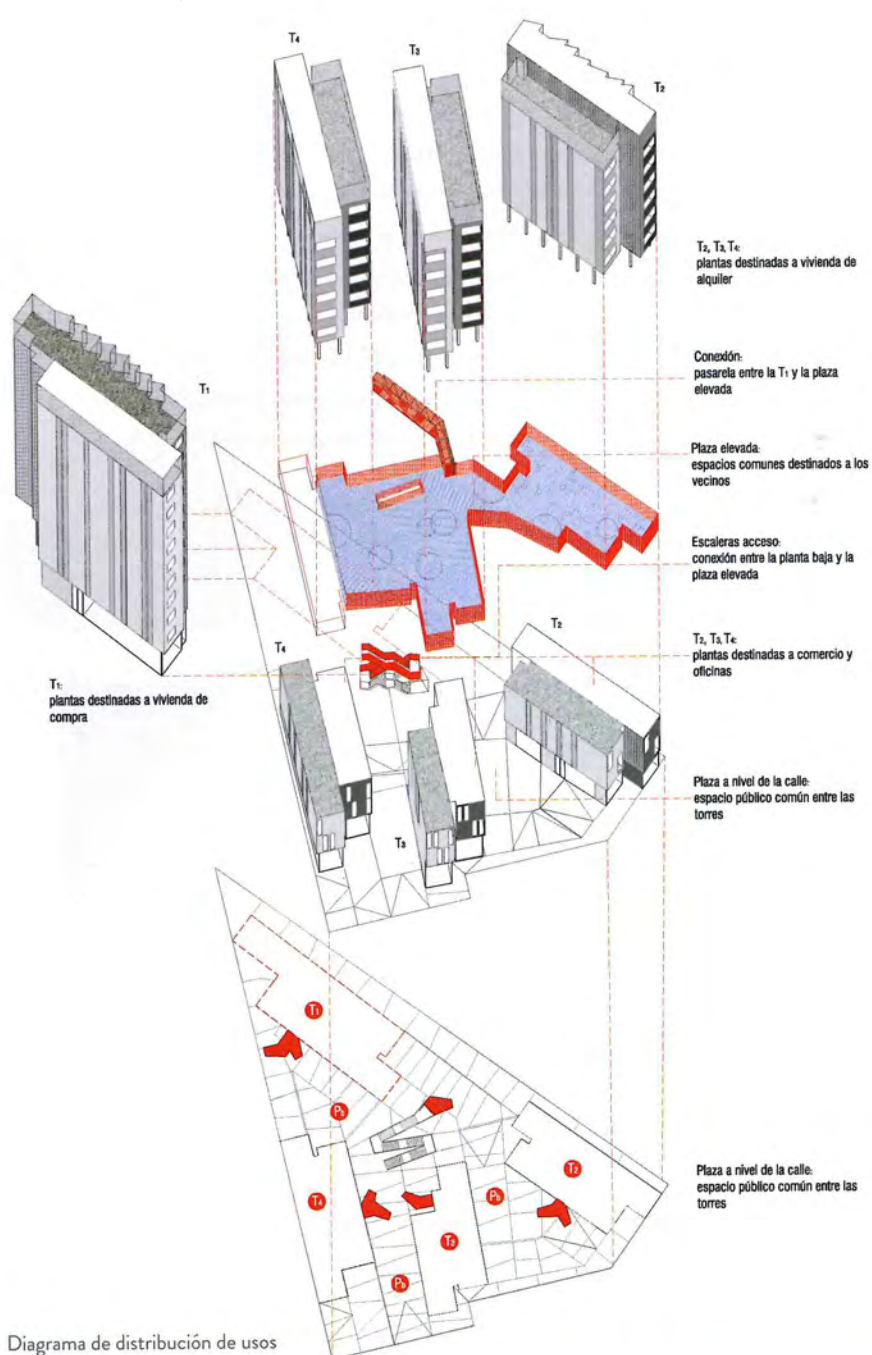 T4
T3
T2
T2, T3, T4:
plantas destinadas a vivienda de
alquiler
Conexión:
pasarela entre la T1 y la plaza
elevada
T1
Plaza elevada:
espacios comunes destinados a los
vecinos
Escaleras acceso:
conexión entre la planta baja y la
plaza elevada
T4
T2
T2, T3, T4:
plantas destinadas a comercio y
oficinas
T1:
plantas destinadas a vivienda de
compra
Plaza a nivel de la calle:
espacio público común entre las
torres
T3
T1
Pb
T2
T4
Pb
T3
Pb
Plaza a nivel de la calle:
espacio público común entre las
torres
Diagrama de distribución de usos